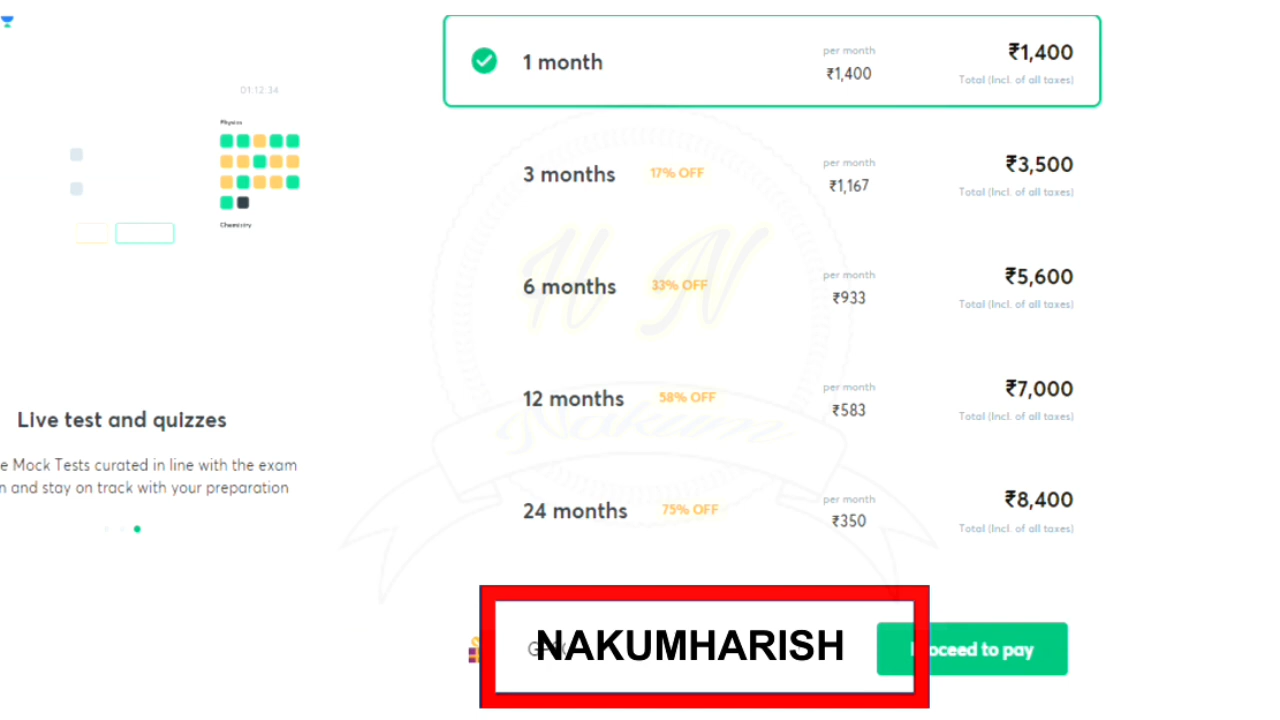 01:12:34
Physics
Chemistry
Live test and quizzes
e Mock Tests curated in line with the exam
n and stay on track with your preparation
1 month
per month
₹1,400
₹1,400
Total (Incl. of all taxes)
3 months
17% OFF
per month
₹1,167
₹3,500
Total (Incl. of all taxes)
6 months
33% OFF
per month
₹933
₹5,600
Total (Incl. of all taxes)
12 months
58% OFF
per month
₹583
₹7,000
Total (Incl. of all taxes)
24 months
75% OFF
per month
₹350
₹8,400
Total (Incl. of all taxes)
NAKUMHARISH
oceed to pay
H N
Nakum